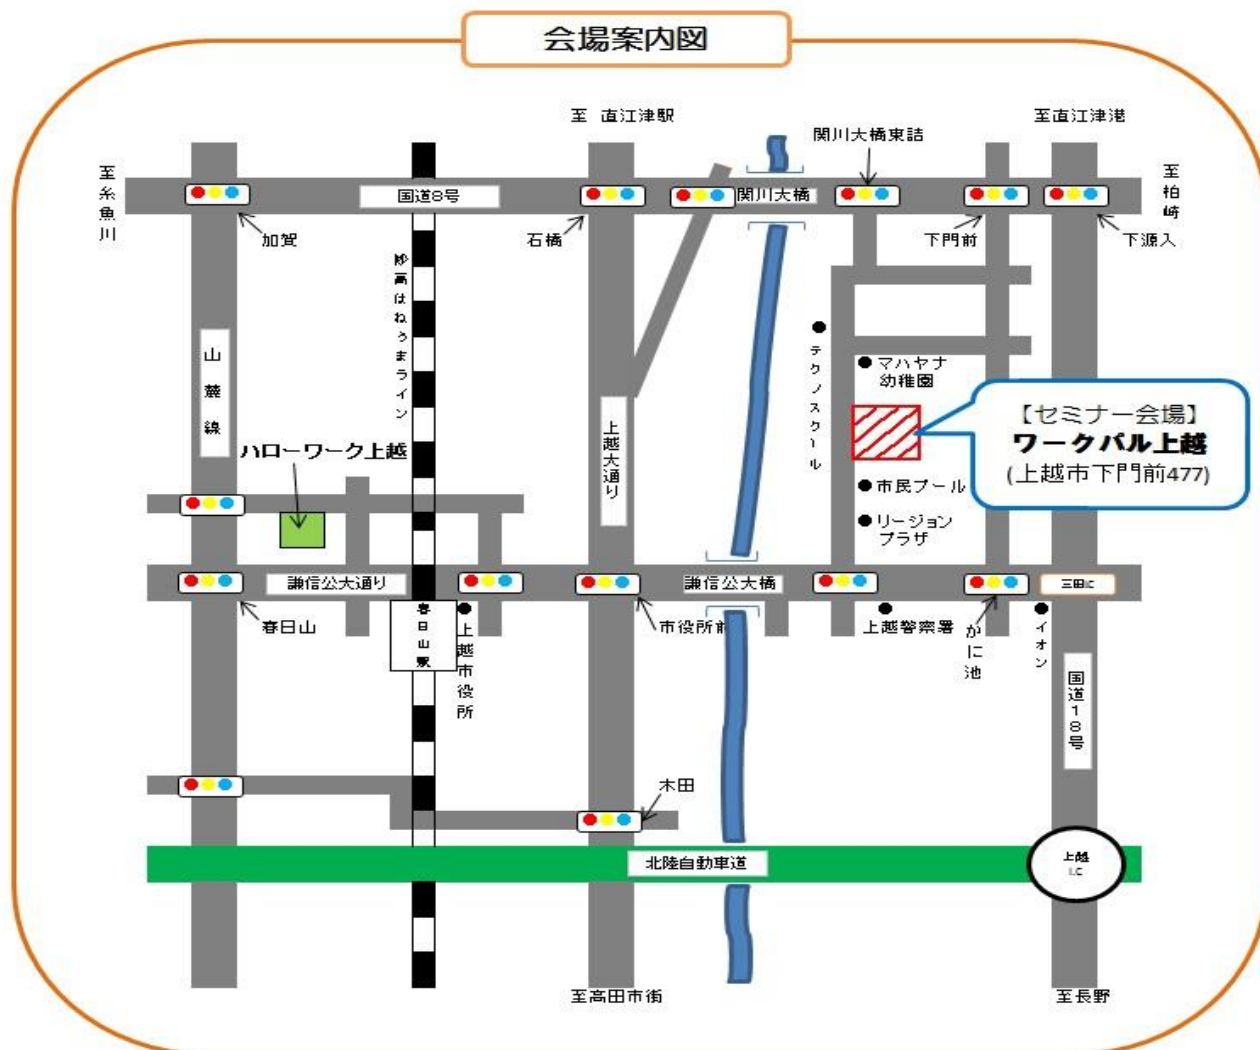 会場案内図
至 直江津駅
関川大橋東詰
至直江津港
至糸魚川
国道8号
関川大橋
至柏崎
加賀
石橋
下門前
下源入
妙高はねうまライン
山麓線
テクノスクール
マハヤナ
幼稚園
【セミナー会場】
ワークパル上越
(上越市下門前477)
上越大通り
ハローワーク上越
市民プール
リージョン
プラザ
謙信公大通り
謙信公大橋
三田IC
春日山
春日山駅
上越市役所
市役所前
上越警察署
かに池
イオン
国道18号
木田
北陸自動車道
上越
I.C
至高田市街
至長野